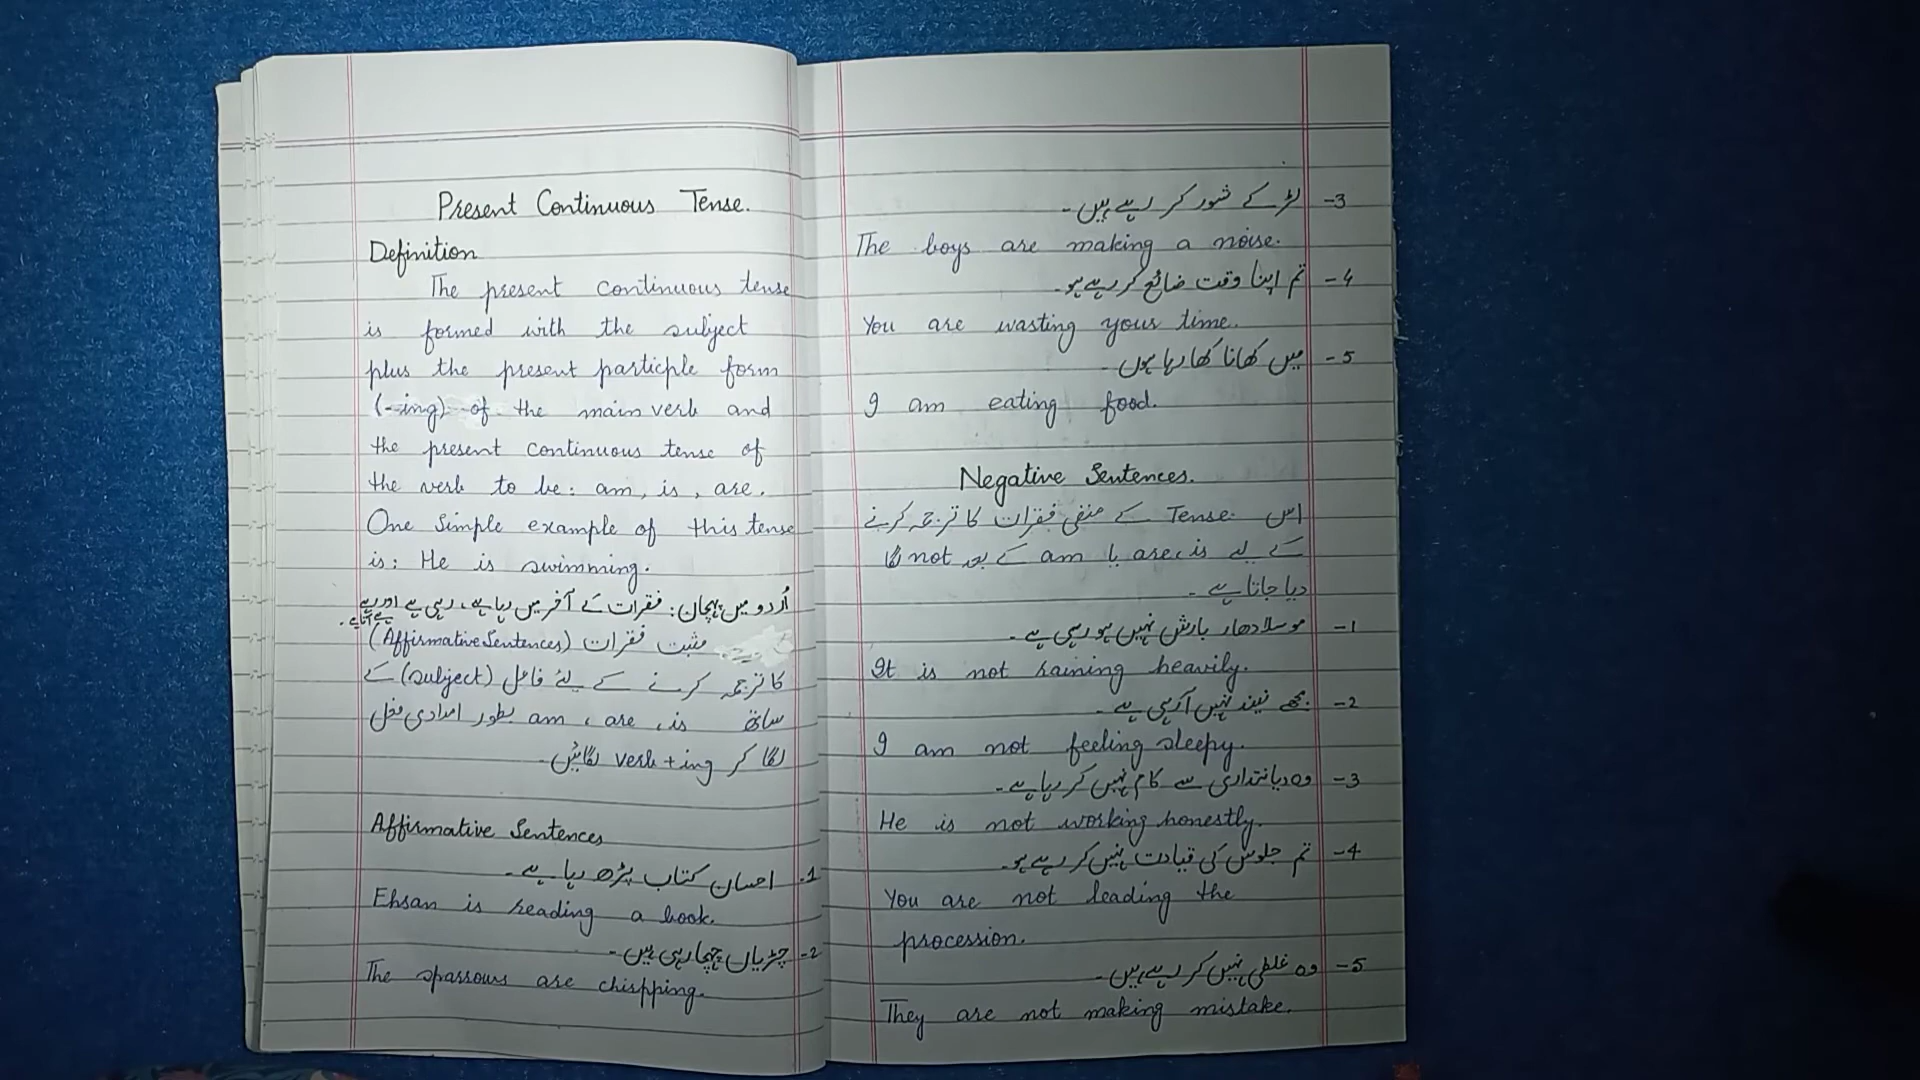 Present Continuous Tense.
Definition
The present continuous tense
is formed with the subject
plus the present participle form
(-ing) of the main verb and
the present continuous tense of
the verb to be: am, is, are.
One simple example of this tense
is: He is swimming.
اُردو میں پہچان: فقرات کے آخر میں رہا ہے، رہی ہے اور رہے
ہے آتا ہے۔
مثبت فقرات (Affirmative Sentences)
کا ترجمہ کرنے کے لئے فاعل (subject) کے
ساتھ is، are، am بطور امدادی فعل
لگا کر verb+ing لگائیں۔
Affirmative Sentences
1. احسان کتاب پڑھ رہا ہے۔
Ehsan is reading a book.
2- چڑیاں چہچہا رہی ہیں۔
The sparrows are chirpping.
3- لڑکے شور کر رہے ہیں۔
The boys are making a noise.
4- تم اپنا وقت ضائع کر رہے ہو۔
You are wasting your time.
5- میں کھانا کھا رہا ہوں۔
I am eating food.
Negative Sentences.
اس Tense کے منفی فقرات کا ترجمہ کرنے
کے لیے is، are یا am کے بعد not لگا
دیا جاتا ہے۔
1- موسلادھار بارش نہیں ہو رہی ہے۔
It is not raining heavily.
2- مجھے نیند نہیں آرہی ہے۔
I am not feeling sleepy.
3- وہ دیانتداری سے کام نہیں کر رہا ہے۔
He is not working honestly.
4- تم جلوس کی قیادت نہیں کر رہے ہو۔
You are not leading the
procession.
5- وہ غلطی نہیں کر رہے ہیں۔
They are not making mistake.